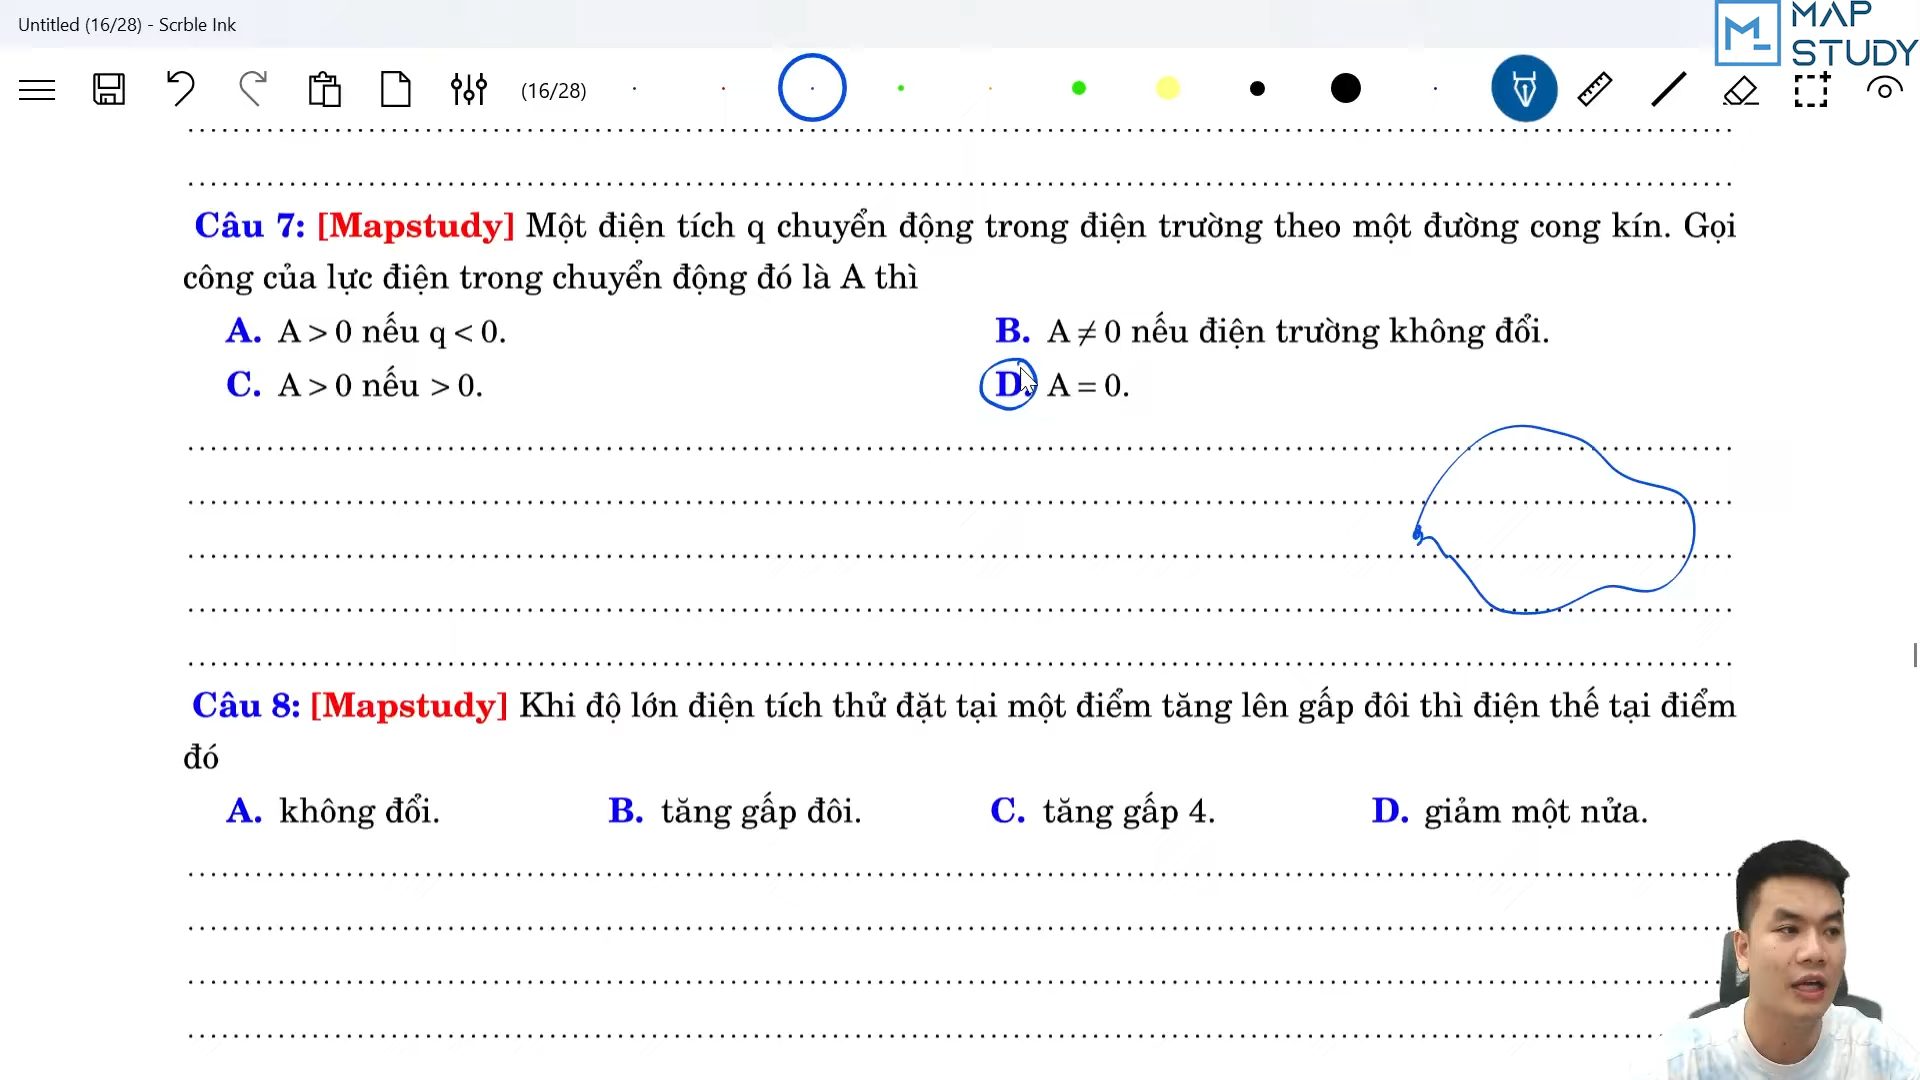 Untitled (16/28) - Scrble Ink
MAP
STUDY
(16/28)
Câu 7: [Mapstudy] Một điện tích q chuyển động trong điện trường theo một đường cong kín. Gọi
công của lực điện trong chuyển động đó là A thì
A. A > 0 nếu q < 0.
B. A ≠ 0 nếu điện trường không đổi.
C. A > 0 nếu > 0.
D. A = 0.
Câu 8: [Mapstudy] Khi độ lớn điện tích thử đặt tại một điểm tăng lên gấp đôi thì điện thế tại điểm
đó
A. không đổi.
B. tăng gấp đôi.
C. tăng gấp 4.
D. giảm một nửa.